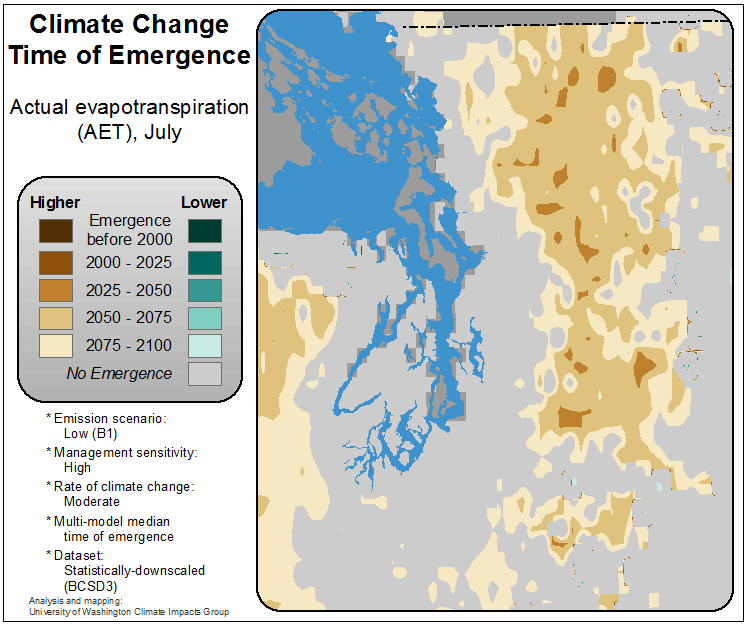 Climate Change
Time of Emergence
Actual evapotranspiration
(AET), July
Higher Lower
Emergence
before 2000
2000 - 2025
2025 - 2050
2050 - 2075
2075 - 2100
No Emergence
* Emission scenario:
Low (B1)
* Management sensitivity:
High
* Rate of climate change:
Moderate
* Multi-model median
time of emergence
* Dataset:
Statistically-downscaled
(BCSD3)
Analysis and mapping:
University of Washington Climate Impacts Group